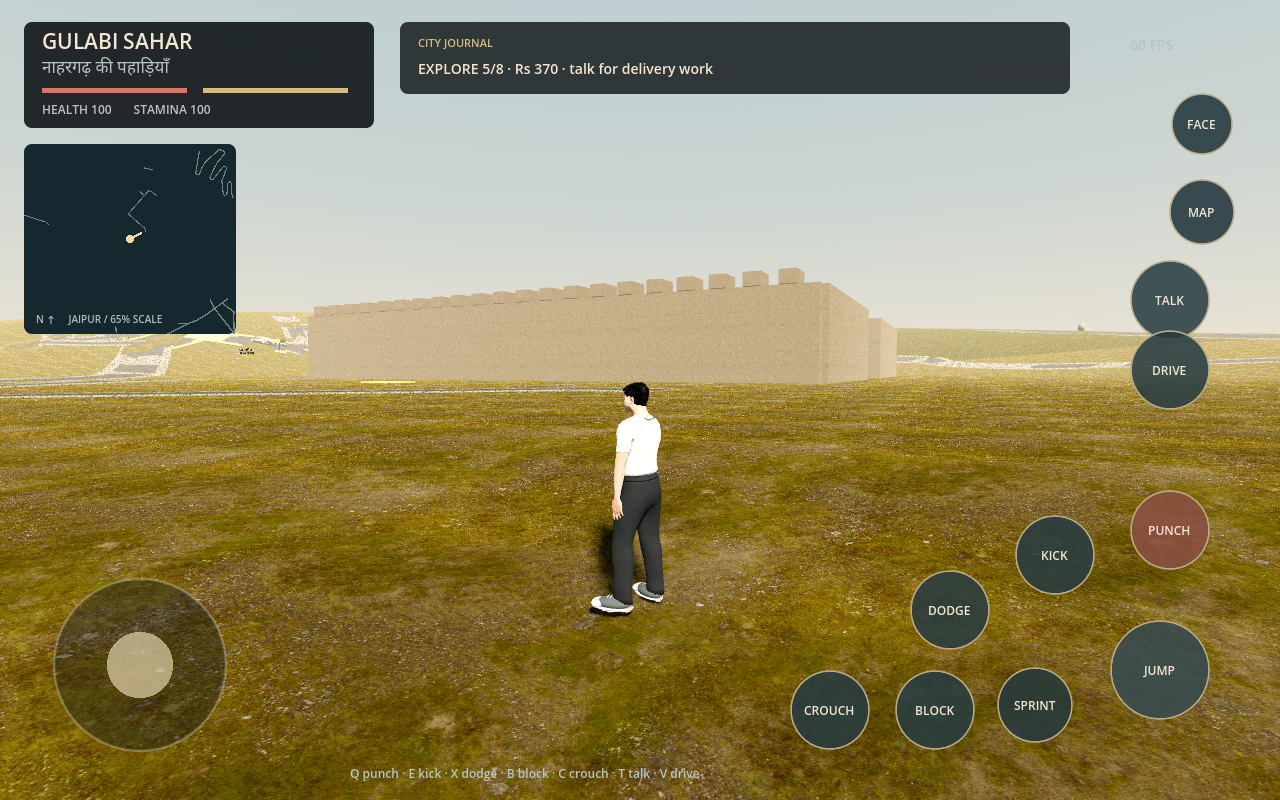 GULABI SAHAR
नाहरगढ़ की पहाड़ियाँ
HEALTH 100 STAMINA 100
CITY JOURNAL
EXPLORE 5/8 · Rs 370 · talk for delivery work
60 FPS
FACE
MAP
N ↑ JAIPUR / 65% SCALE
TALK
DRIVE
PUNCH
KICK
DODGE
JUMP
CROUCH
BLOCK
SPRINT
Q punch · E kick · X dodge · B block · C crouch · T talk · V drive